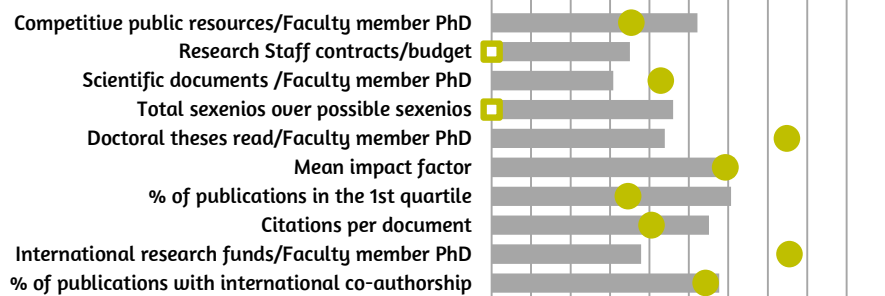 Competitive public resources/Faculty member PhD
Research Staff contracts/budget
Scientific documents /Faculty member PhD
Total sexenios over possible sexenios
Doctoral theses read/Faculty member PhD
Mean impact factor
% of publications in the 1st quartile
Citations per document
International research funds/Faculty member PhD
% of publications with international co-authorship